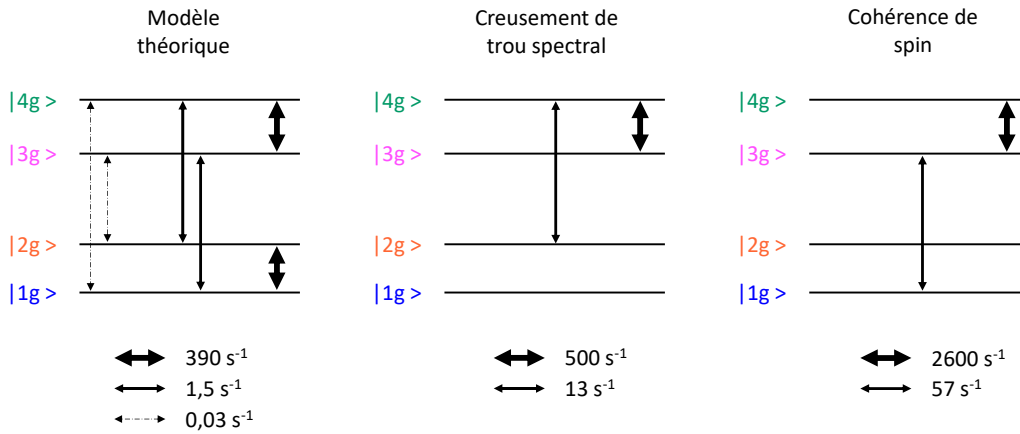 Modèle
théorique
|4g >
|3g >
|2g >
|1g >
390 s⁻¹
1,5 s⁻¹
0,03 s⁻¹
Creusement de
trou spectral
|4g >
|3g >
|2g >
|1g >
500 s⁻¹
13 s⁻¹
Cohérence de
spin
|4g >
|3g >
|2g >
|1g >
2600 s⁻¹
57 s⁻¹